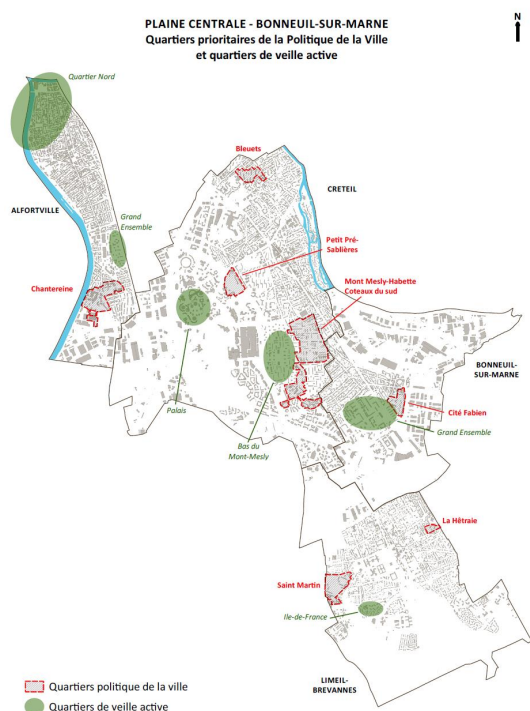 PLAINE CENTRALE - BONNEUIL-SUR-MARNE
Quartiers prioritaires de la Politique de la Ville
et quartiers de veille active
N
Quartier Nord
Bleuets
CRETEIL
ALFORTVILLE
Grand
Ensemble
Petit Pré-
Sablières
Chantereine
Mont Mesly-Habette
Coteaux du sud
BONNEUIL-
SUR-MARNE
Palais
Cité Fabien
Grand Ensemble
Bas du
Mont-Mesly
La Hêtraie
Saint Martin
Ile-de-France
LIMEIL-
BREVANNES
Quartiers politique de la ville
Quartiers de veille active